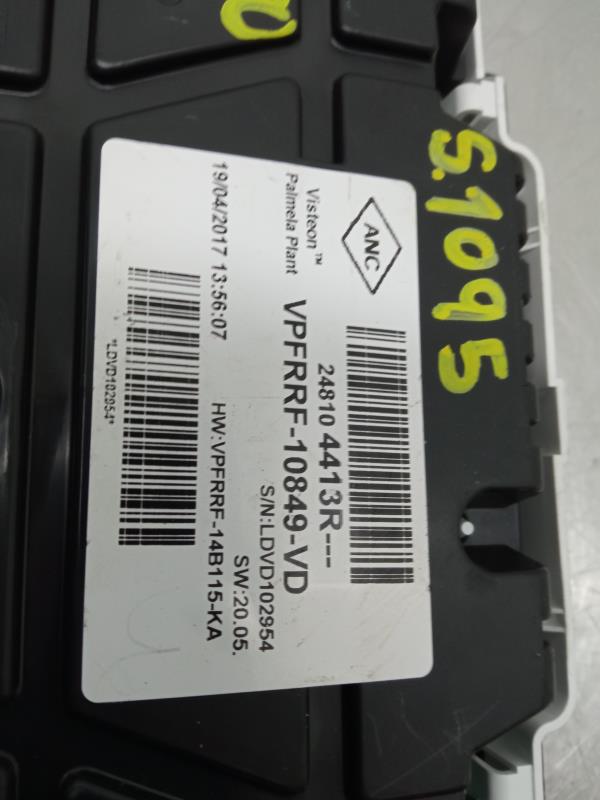 S.1095
ANC
24810 4413R---
Visteon™
Palmela Plant
VPFRRF-10849-VD
S/N:LDVD102954
SW:20.05.
19/04/2017 13:56:07
HW:VPFRRF-14B115-KA
*LDVD102954*